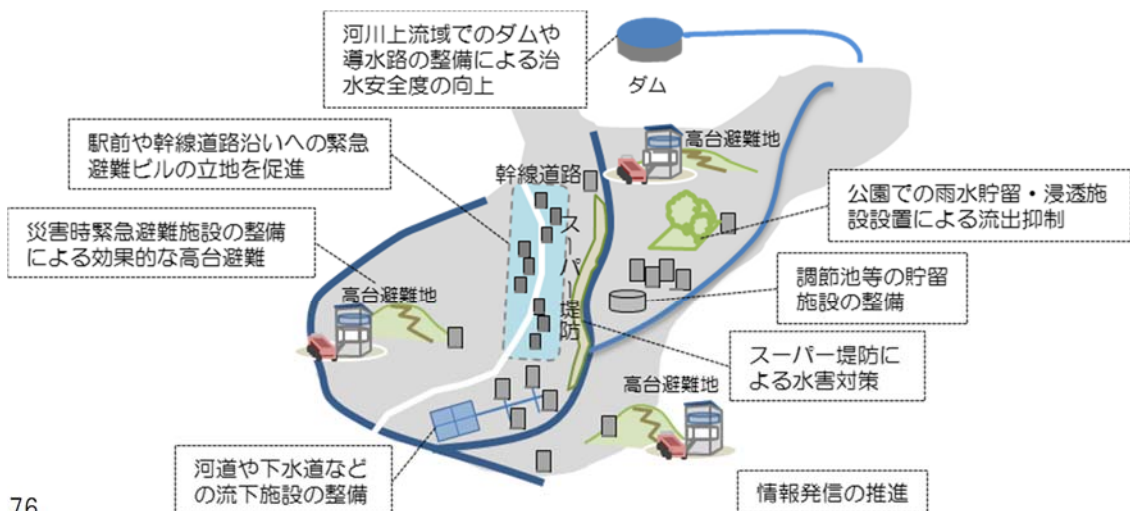 河川上流域でのダムや
導水路の整備による治
水安全度の向上
ダム
駅前や幹線道路沿いへの緊急
避難ビルの立地を促進
高台避難地
幹線道路
スーパー堤防
公園での雨水貯留・浸透施
設設置による流出抑制
災害時緊急避難施設の整備
による効果的な高台避難
高台避難地
調節池等の貯留
施設の整備
スーパー堤防に
よる水害対策
高台避難地
河道や下水道など
の流下施設の整備
情報発信の推進
76